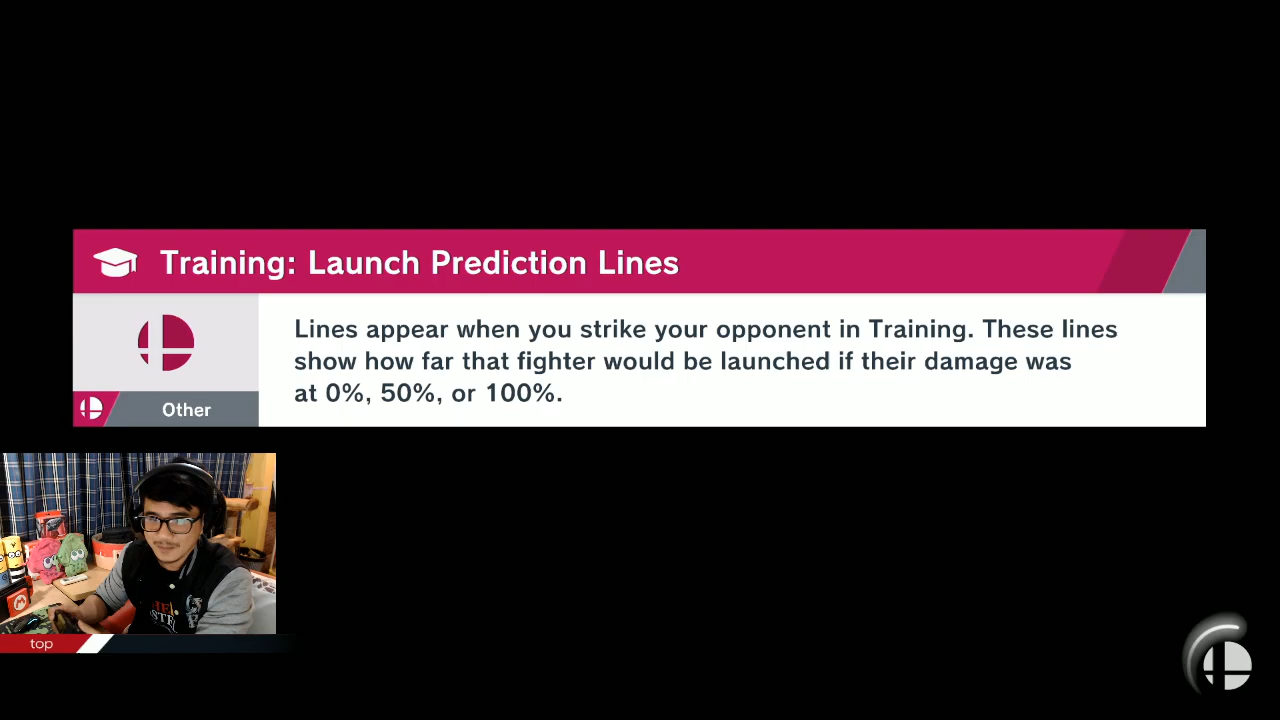 Training: Launch Prediction Lines
Lines appear when you strike your opponent in Training. These lines
show how far that fighter would be launched if their damage was
at 0%, 50%, or 100%.
Other
top